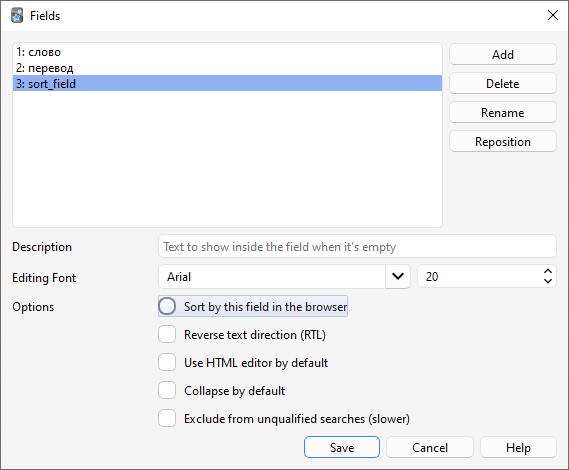 Fields
1: слово
2: перевод
3: sort_field
Add
Delete
Rename
Reposition
Description
Text to show inside the field when it's empty
Editing Font
Arial
20
Options
Sort by this field in the browser
Reverse text direction (RTL)
Use HTML editor by default
Collapse by default
Exclude from unqualified searches (slower)
Save
Cancel
Help